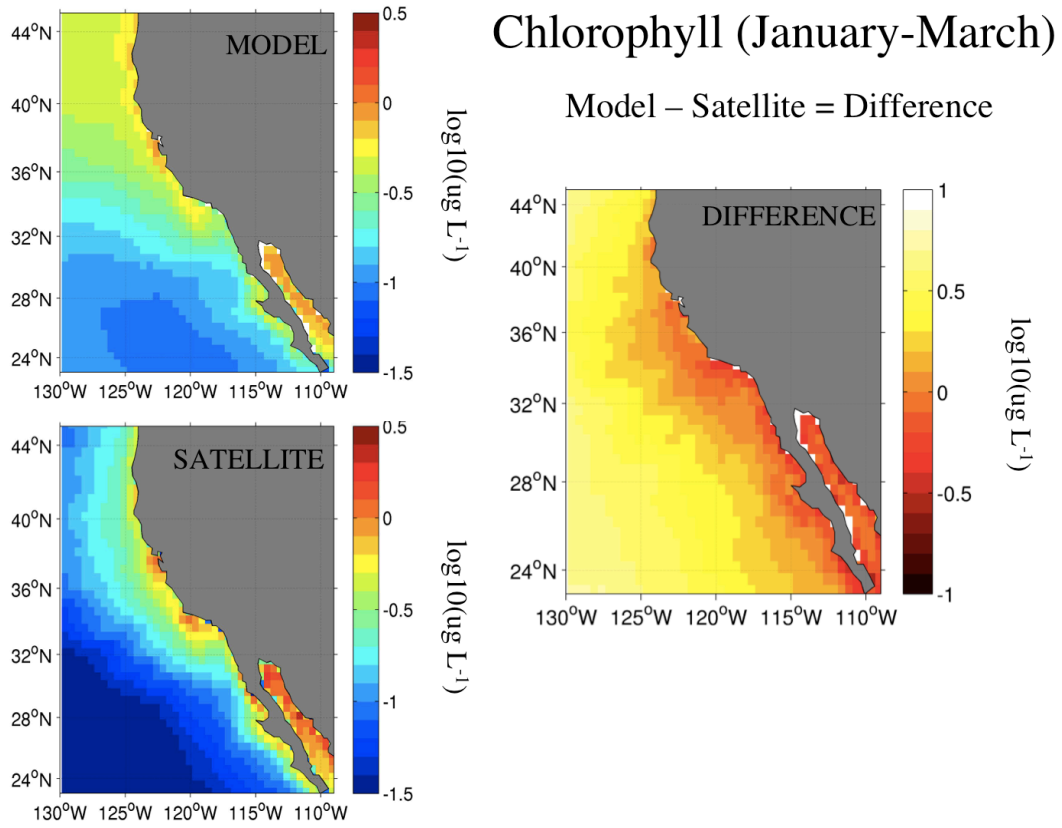 Chlorophyll (January-March)
Model – Satellite = Difference
MODEL
44°N
40°N
36°N
32°N
28°N
24°N
130°W 125°W 120°W 115°W 110°W
0.5
0
-0.5
-1
-1.5
log10(ug L-1)
SATELLITE
44°N
40°N
36°N
32°N
28°N
24°N
130°W 125°W 120°W 115°W 110°W
0.5
0
-0.5
-1
-1.5
log10(ug L-1)
DIFFERENCE
44°N
40°N
36°N
32°N
28°N
24°N
130°W 125°W 120°W 115°W 110°W
1
0.5
0
-0.5
-1
log10(ug L-1)